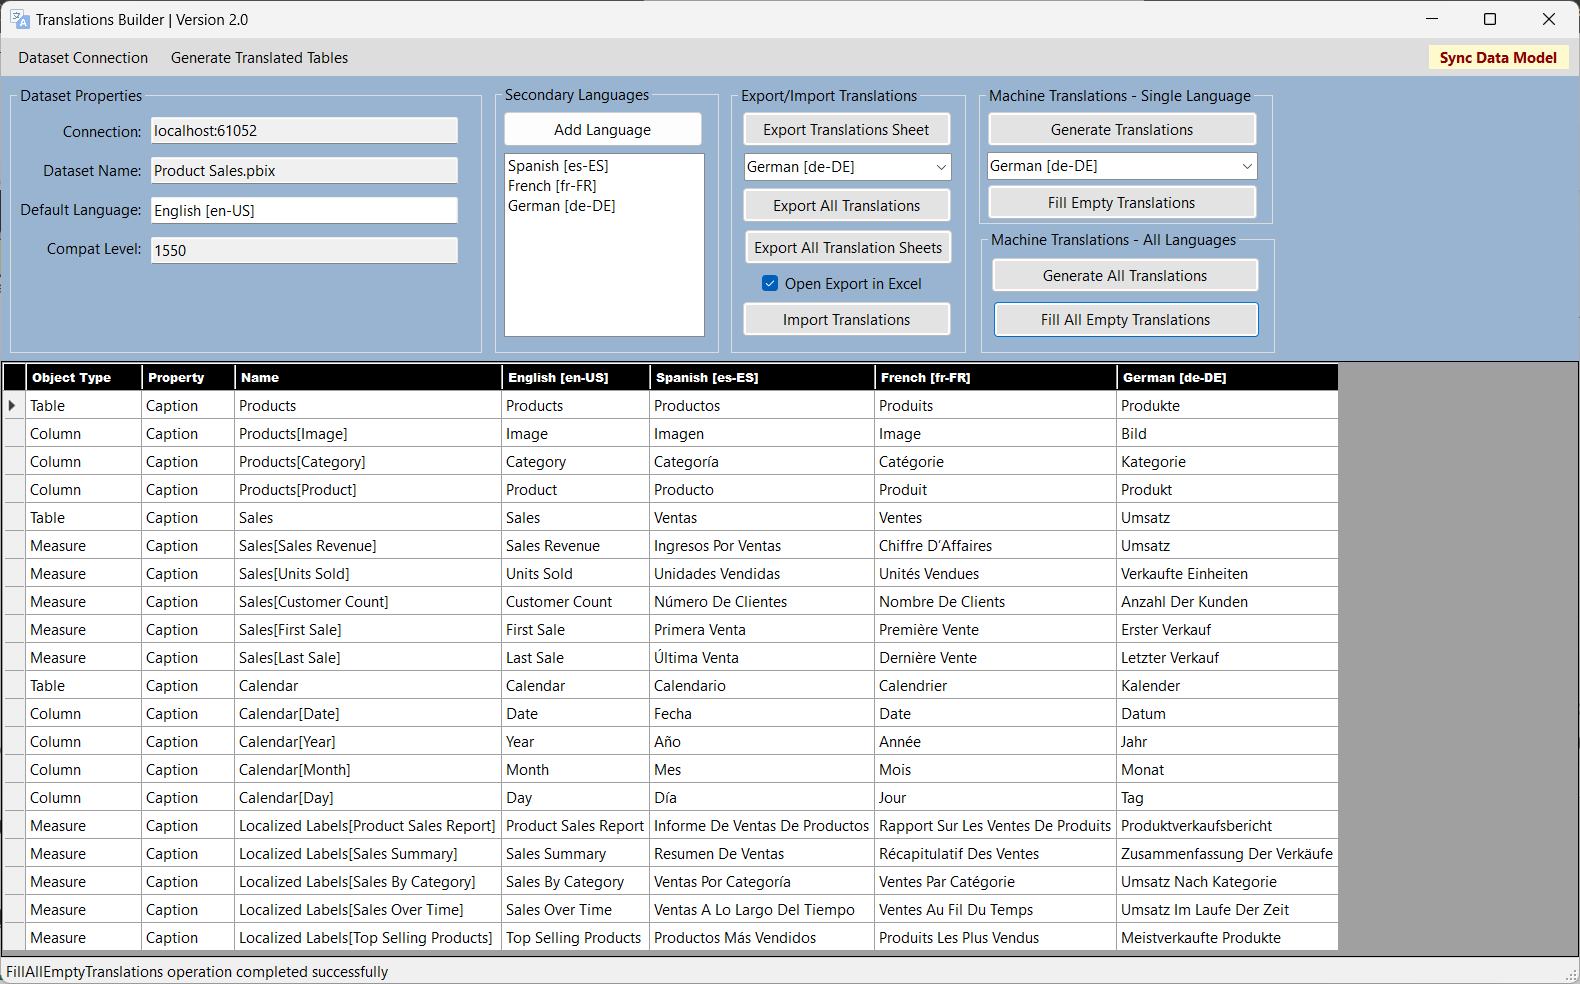 Translations Builder | Version 2.0
Dataset Connection Generate Translated Tables Sync Data Model
Dataset Properties
Connection: localhost:61052
Dataset Name: Product Sales.pbix
Default Language: English [en-US]
Compat Level: 1550
Secondary Languages
Add Language
Spanish [es-ES]
French [fr-FR]
German [de-DE]
Export/Import Translations
Export Translations Sheet
German [de-DE]
Export All Translations
Export All Translation Sheets
Open Export in Excel
Import Translations
Machine Translations - Single Language
Generate Translations
German [de-DE]
Fill Empty Translations
Machine Translations - All Languages
Generate All Translations
Fill All Empty Translations
Object Type Property Name English [en-US] Spanish [es-ES] French [fr-FR] German [de-DE]
Table Caption Products Products Productos Produits Produkte
Column Caption Products[Image] Image Imagen Image Bild
Column Caption Products[Category] Category Categoría Catégorie Kategorie
Column Caption Products[Product] Product Producto Produit Produkt
Table Caption Sales Sales Ventas Ventes Umsatz
Measure Caption Sales[Sales Revenue] Sales Revenue Ingresos Por Ventas Chiffre D’Affaires Umsatz
Measure Caption Sales[Units Sold] Units Sold Unidades Vendidas Unités Vendues Verkaufte Einheiten
Measure Caption Sales[Customer Count] Customer Count Número De Clientes Nombre De Clients Anzahl Der Kunden
Measure Caption Sales[First Sale] First Sale Primera Venta Première Vente Erster Verkauf
Measure Caption Sales[Last Sale] Last Sale Última Venta Dernière Vente Letzter Verkauf
Table Caption Calendar Calendar Calendario Calendrier Kalender
Column Caption Calendar[Date] Date Fecha Date Datum
Column Caption Calendar[Year] Year Año Année Jahr
Column Caption Calendar[Month] Month Mes Mois Monat
Column Caption Calendar[Day] Day Día Jour Tag
Measure Caption Localized Labels[Product Sales Report] Product Sales Report Informe De Ventas De Productos Rapport Sur Les Ventes De Produits Produktverkaufsbericht
Measure Caption Localized Labels[Sales Summary] Sales Summary Resumen De Ventas Récapitulatif Des Ventes Zusammenfassung Der Verkäufe
Measure Caption Localized Labels[Sales By Category] Sales By Category Ventas Por Categoría Ventes Par Catégorie Umsatz Nach Kategorie
Measure Caption Localized Labels[Sales Over Time] Sales Over Time Ventas A Lo Largo Del Tiempo Ventes Au Fil Du Temps Umsatz Im Laufe Der Zeit
Measure Caption Localized Labels[Top Selling Products] Top Selling Products Productos Más Vendidos Produits Les Plus Vendus Meistverkaufte Produkte
FillAllEmptyTranslations operation completed successfully